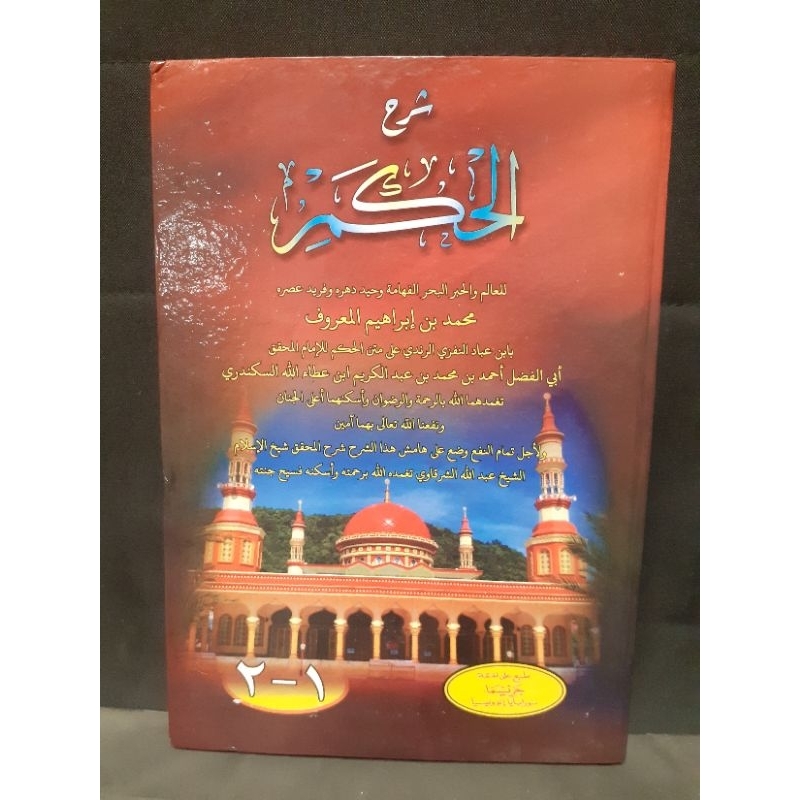 شرح
الحكم
للعالم والحبر البحر الفهامة وحيد دهره وفريد عصره
محمد بن إبراهيم المعروف
بابن عباد النفزي الرندي على متن الحكم للإمام المحقق
أبي الفضل أحمد بن محمد بن عبد الكريم ابن عطاء الله السكندري
تغمدهما الله بالرحمة والرضوان وأسكنهما أعلى الجنان
ونفعنا الله تعالى بهما آمين
ولأجل تمام النفع وضع على هامش هذا الشرح شرح المحقق شيخ الإسلام
الشيخ عبد الله الشرقاوي تغمده الله برحمته وأسكنه فسيح جنته
١-٢
طبع على نفقة